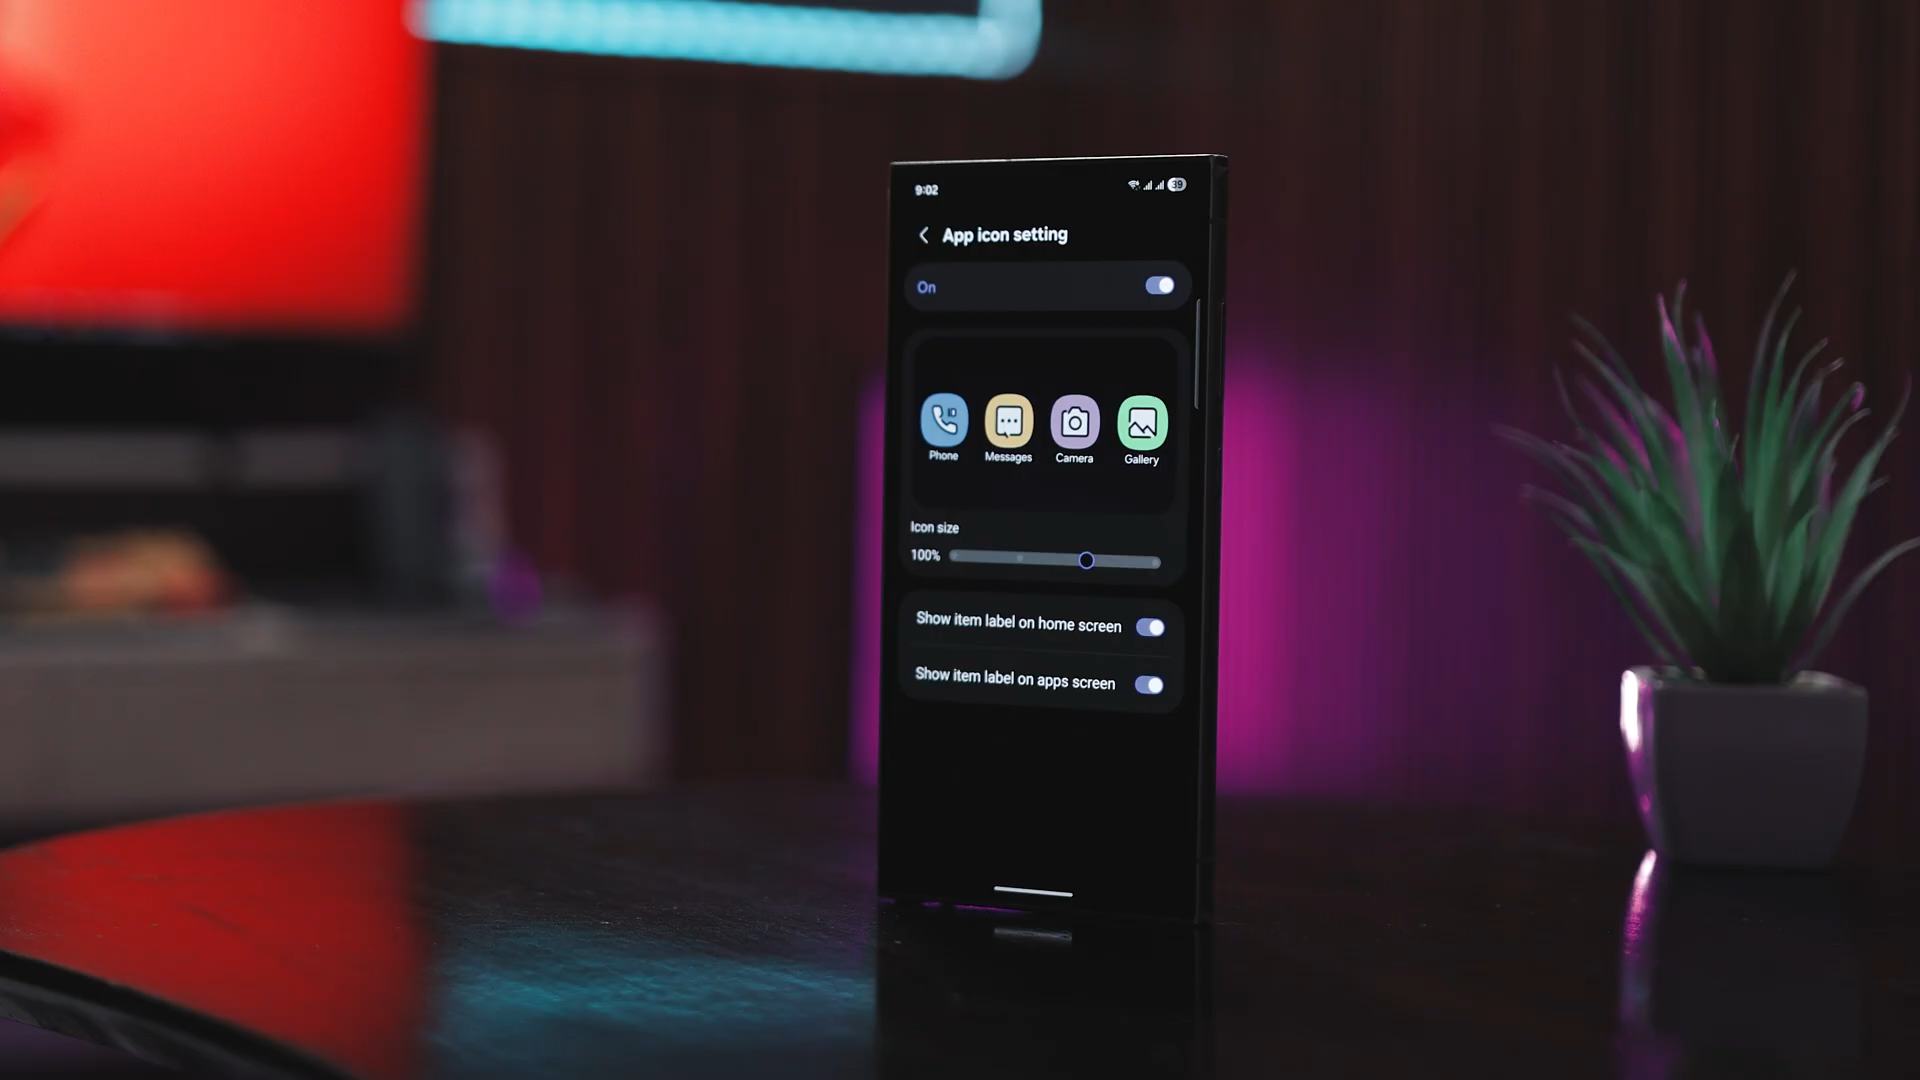 9:02
39
App icon setting
On
Phone
Messages
Camera
Gallery
Icon size
100%
Show item label on home screen
Show item label on apps screen